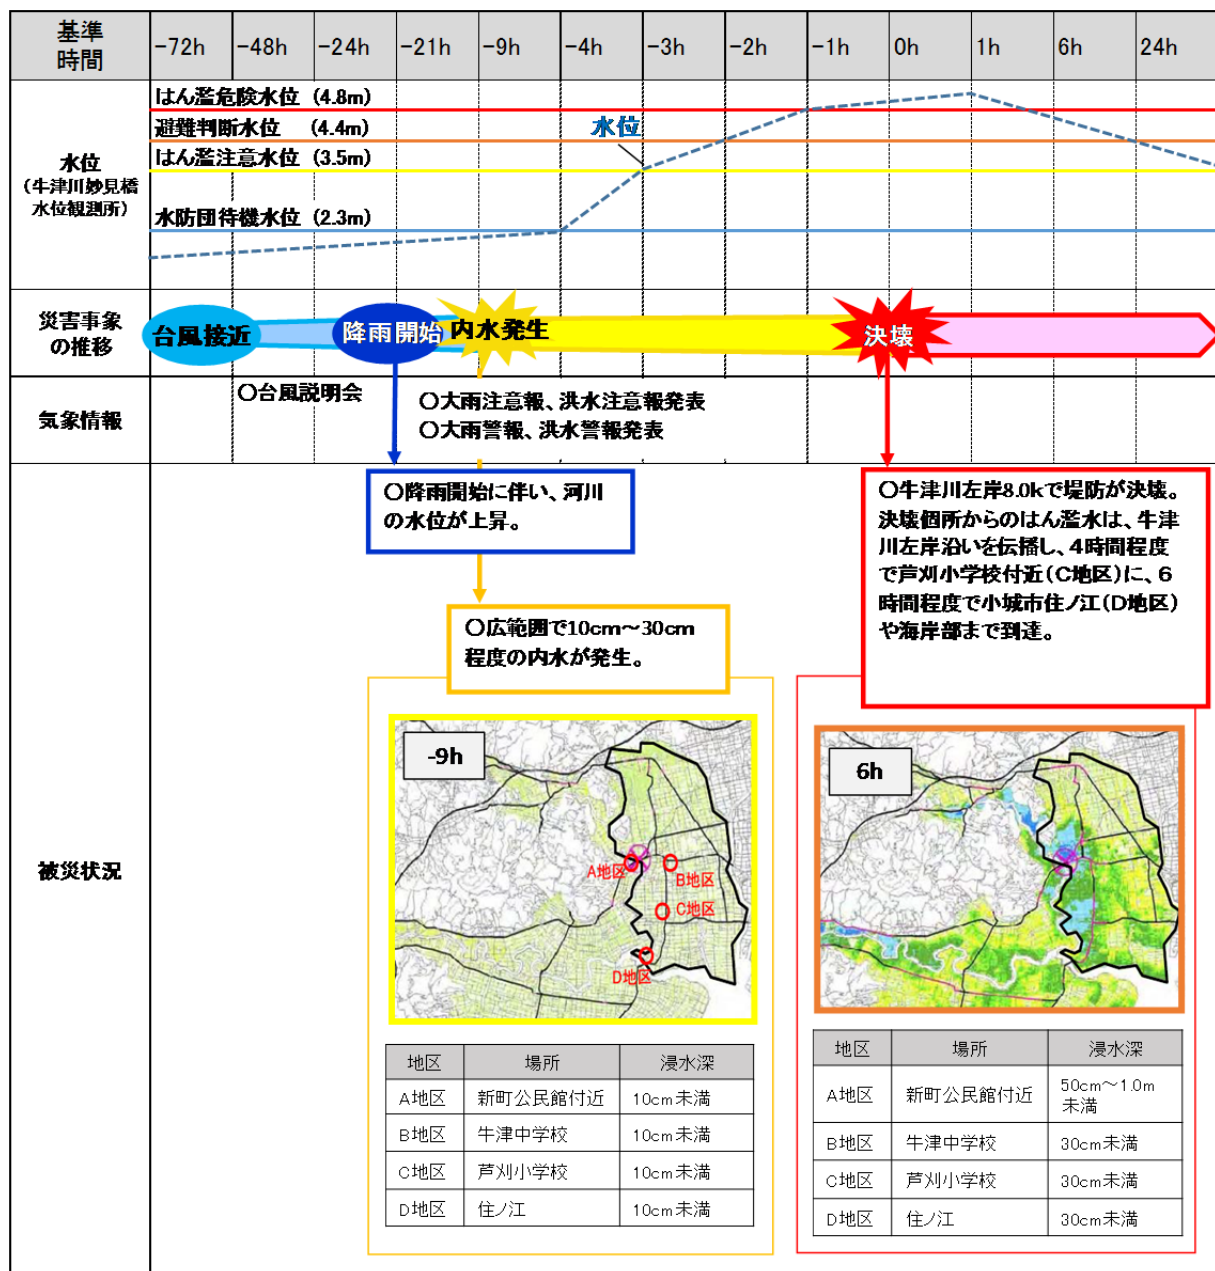 基準
時間
-72h
-48h
-24h
-21h
-9h
-4h
-3h
-2h
-1h
0h
1h
6h
24h
水位
（牛津川妙見橋
水位観測所）
はん濫危険水位 (4.8m)
避難判断水位 (4.4m)
はん濫注意水位 (3.5m)
水防団待機水位 (2.3m)
水位
災害事象
の推移
台風接近
降雨開始
内水発生
決壊
気象情報
○台風説明会
○大雨注意報、洪水注意報発表
○大雨警報、洪水警報発表
被災状況
○降雨開始に伴い、河川
の水位が上昇。
○広範囲で10cm～30cm
程度の内水が発生。
○牛津川左岸8.0kで堤防が決壊。
決壊個所からのはん濫水は、牛津
川左岸沿いを伝播し、4時間程度
で芦刈小学校付近(C地区)に、6
時間程度で小城市住ノ江(D地区)
や海岸部まで到達。
-9h
A地区
B地区
C地区
D地区
6h
地区 場所 浸水深
A地区 新町公民館付近 10cm未満
B地区 牛津中学校 10cm未満
C地区 芦刈小学校 10cm未満
D地区 住ノ江 10cm未満
地区 場所 浸水深
A地区 新町公民館付近 50cm～1.0m
未満
B地区 牛津中学校 30cm未満
C地区 芦刈小学校 30cm未満
D地区 住ノ江 30cm未満